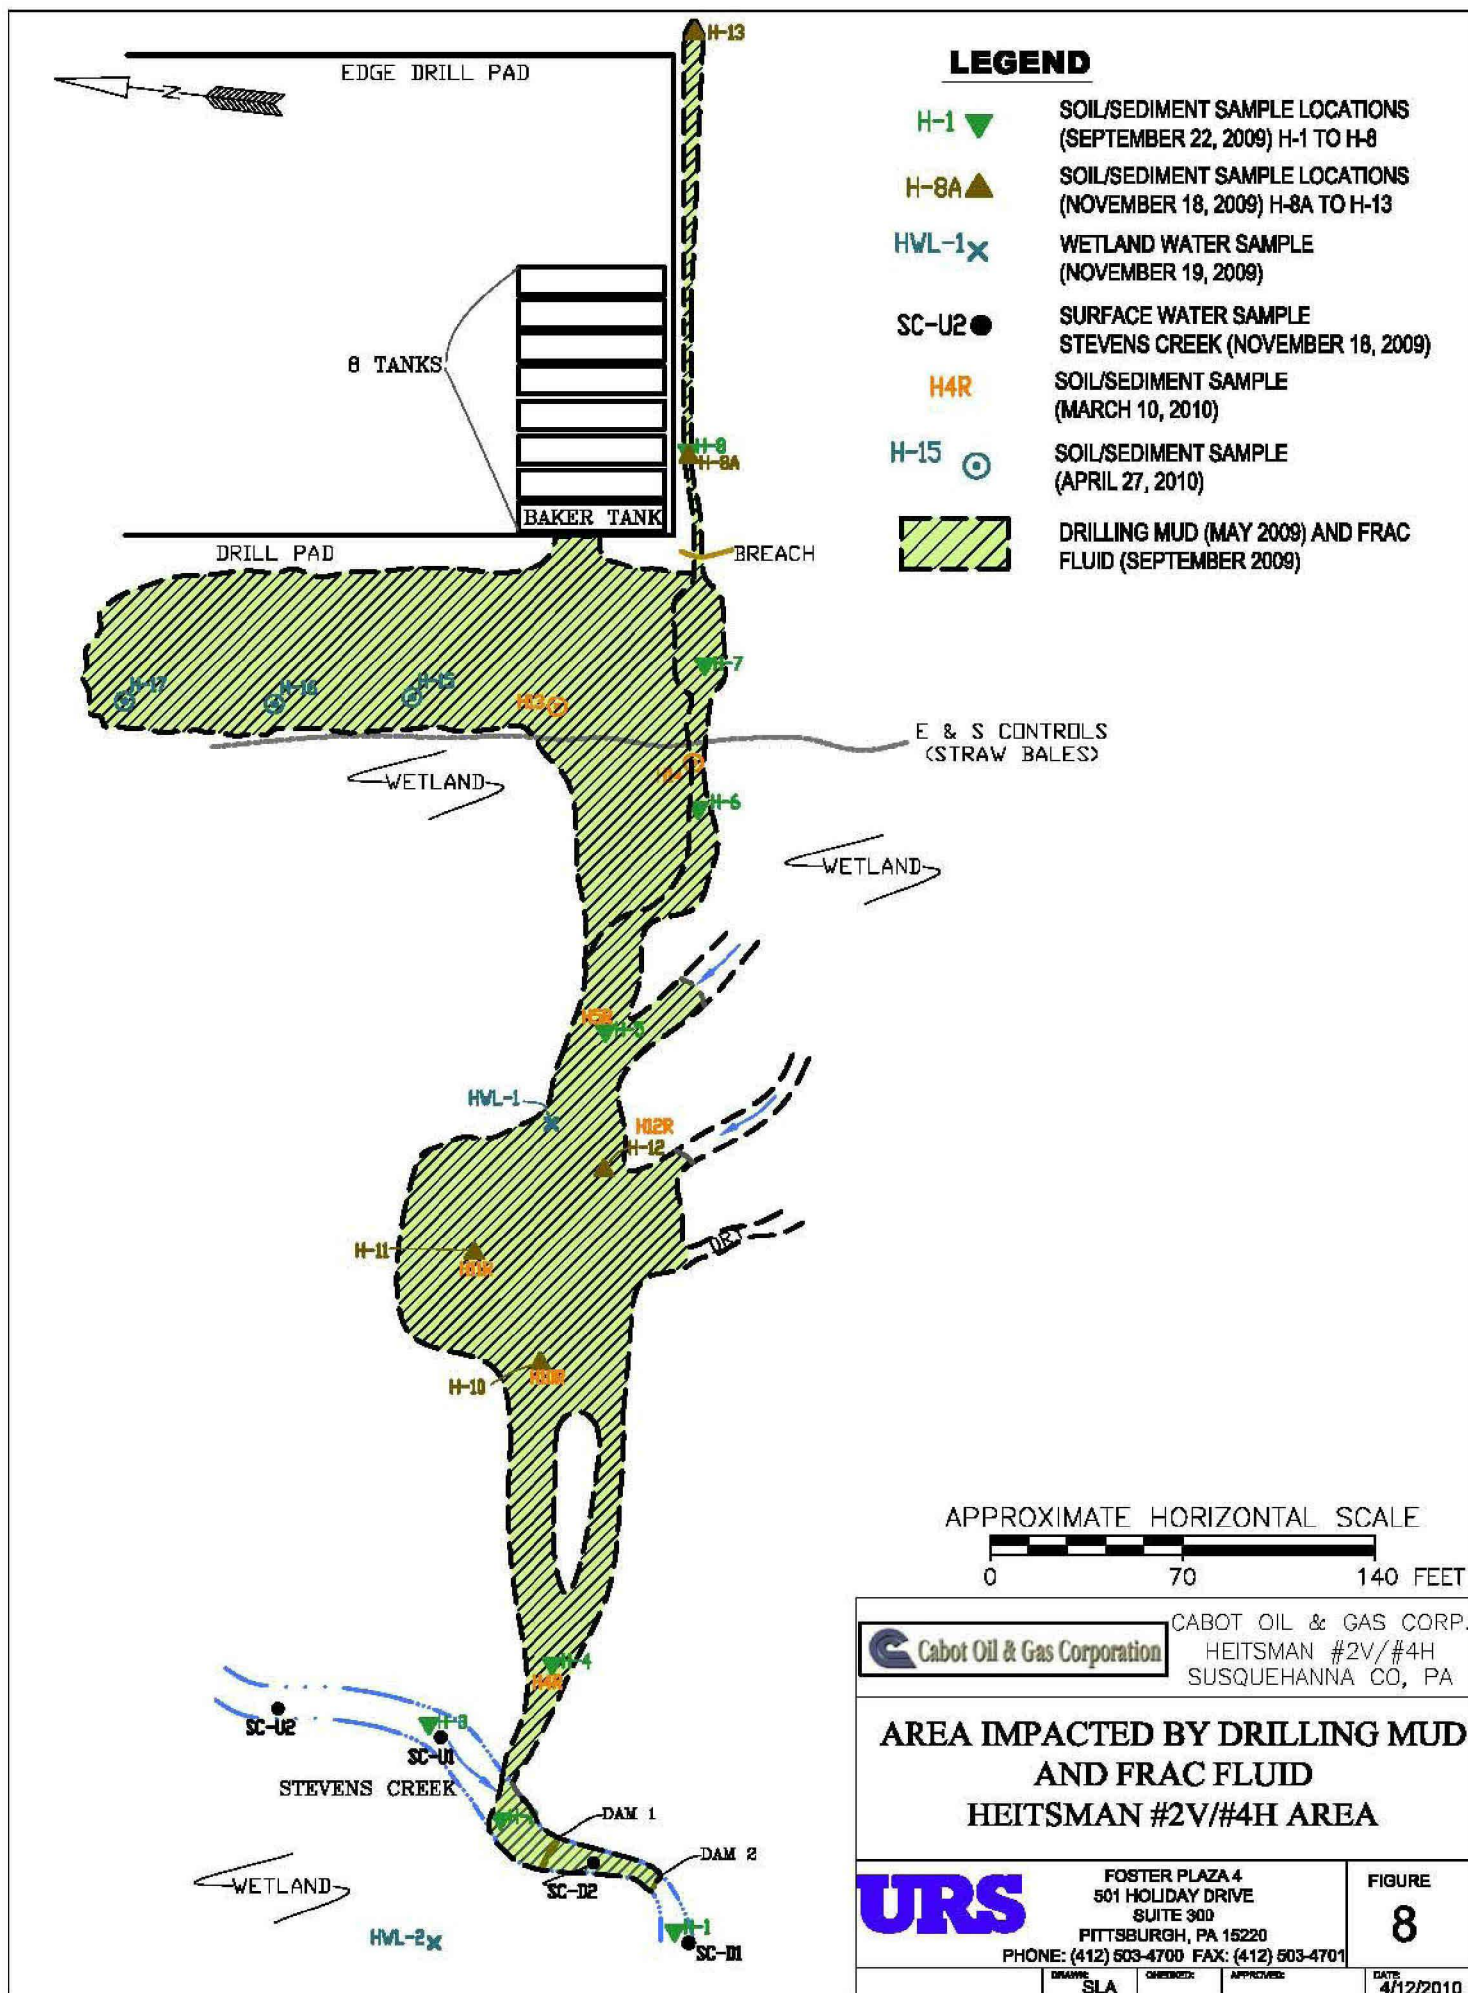 H-13
EDGE DRILL PAD
N
8 TANKS
H-8
H-8A
BAKER TANK
DRILL PAD
BREACH
H-7
H-17
H-16
H-15
E & S CONTROLS
(STRAW BALES)
WETLAND
H-6
WETLAND
H5R
H-5
HWL-1
H12R
H-12
DRY
H-11
H11R
H-10
H10R
H-4
H4R
SC-U2
H-3
SC-U1
STEVENS CREEK
DAM 1
DAM 2
SC-D2
WETLAND
HWL-2
H-1
SC-D1
LEGEND
H-1
SOIL/SEDIMENT SAMPLE LOCATIONS
(SEPTEMBER 22, 2009) H-1 TO H-8
H-8A
SOIL/SEDIMENT SAMPLE LOCATIONS
(NOVEMBER 18, 2009) H-8A TO H-13
HWL-1
WETLAND WATER SAMPLE
(NOVEMBER 19, 2009)
SC-U2
SURFACE WATER SAMPLE
STEVENS CREEK (NOVEMBER 18, 2009)
H4R
SOIL/SEDIMENT SAMPLE
(MARCH 10, 2010)
H-15
SOIL/SEDIMENT SAMPLE
(APRIL 27, 2010)
DRILLING MUD (MAY 2009) AND FRAC
FLUID (SEPTEMBER 2009)
APPROXIMATE HORIZONTAL SCALE
0 70 140 FEET
Cabot Oil & Gas Corporation
CABOT OIL & GAS CORP.
HEITSMAN #2V/#4H
SUSQUEHANNA CO, PA
AREA IMPACTED BY DRILLING MUD
AND FRAC FLUID
HEITSMAN #2V/#4H AREA
URS
FOSTER PLAZA 4
501 HOLIDAY DRIVE
SUITE 300
PITTSBURGH, PA 15220
PHONE: (412) 503-4700 FAX: (412) 503-4701
FIGURE
8
DRAWN: SLA
CHECKED:
APPROVED:
DATE: 4/12/2010